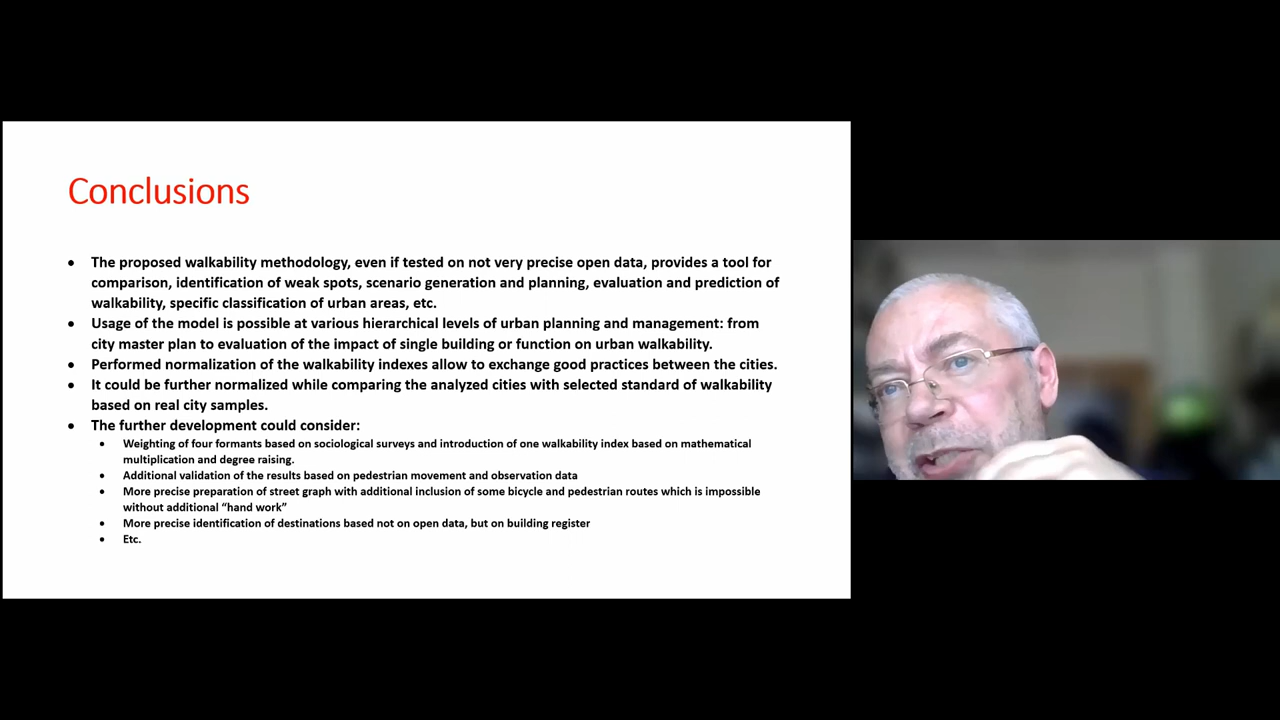 Conclusions
• The proposed walkability methodology, even if tested on not very precise open data, provides a tool for
comparison, identification of weak spots, scenario generation and planning, evaluation and prediction of
walkability, specific classification of urban areas, etc.
• Usage of the model is possible at various hierarchical levels of urban planning and management: from
city master plan to evaluation of the impact of single building or function on urban walkability.
• Performed normalization of the walkability indexes allow to exchange good practices between the cities.
• It could be further normalized while comparing the analyzed cities with selected standard of walkability
based on real city samples.
• The further development could consider:
• Weighting of four formants based on sociological surveys and introduction of one walkability index based on mathematical
multiplication and degree raising.
• Additional validation of the results based on pedestrian movement and observation data
• More precise preparation of street graph with additional inclusion of some bicycle and pedestrian routes which is impossible
without additional “hand work”
• More precise identification of destinations based not on open data, but on building register
• Etc.